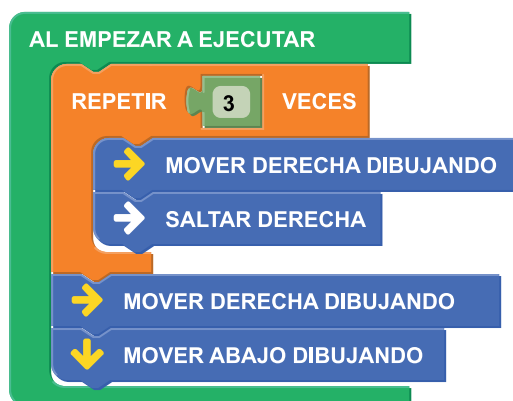 AL EMPEZAR A EJECUTAR
REPETIR 3 VECES
MOVER DERECHA DIBUJANDO
SALTAR DERECHA
MOVER DERECHA DIBUJANDO
MOVER ABAJO DIBUJANDO